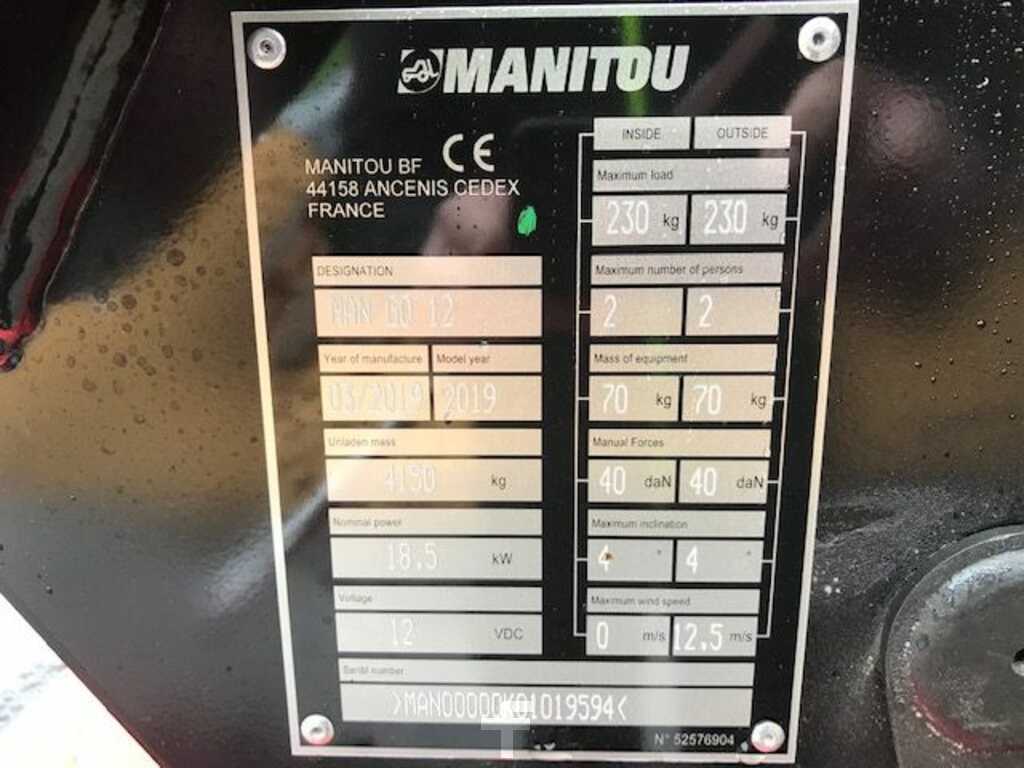 MANITOU
MANITOU BF CE
44158 ANCENIS CEDEX
FRANCE
DESIGNATION
MAN GO 12
Year of manufacture Model year
03/2019 2019
Unladen mass
4150 kg
Nominal power
18.5 kW
Voltage
12 VDC
INSIDE OUTSIDE
Maximum load
230 kg 230 kg
Maximum number of persons
2 2
Mass of equipment
70 kg 70 kg
Manual Forces
40 daN 40 daN
Maximum inclination
4 ° 4 °
Maximum wind speed
0 m/s 12.5 m/s
Serial number
>MAN00000K01019594<
N° 52576904